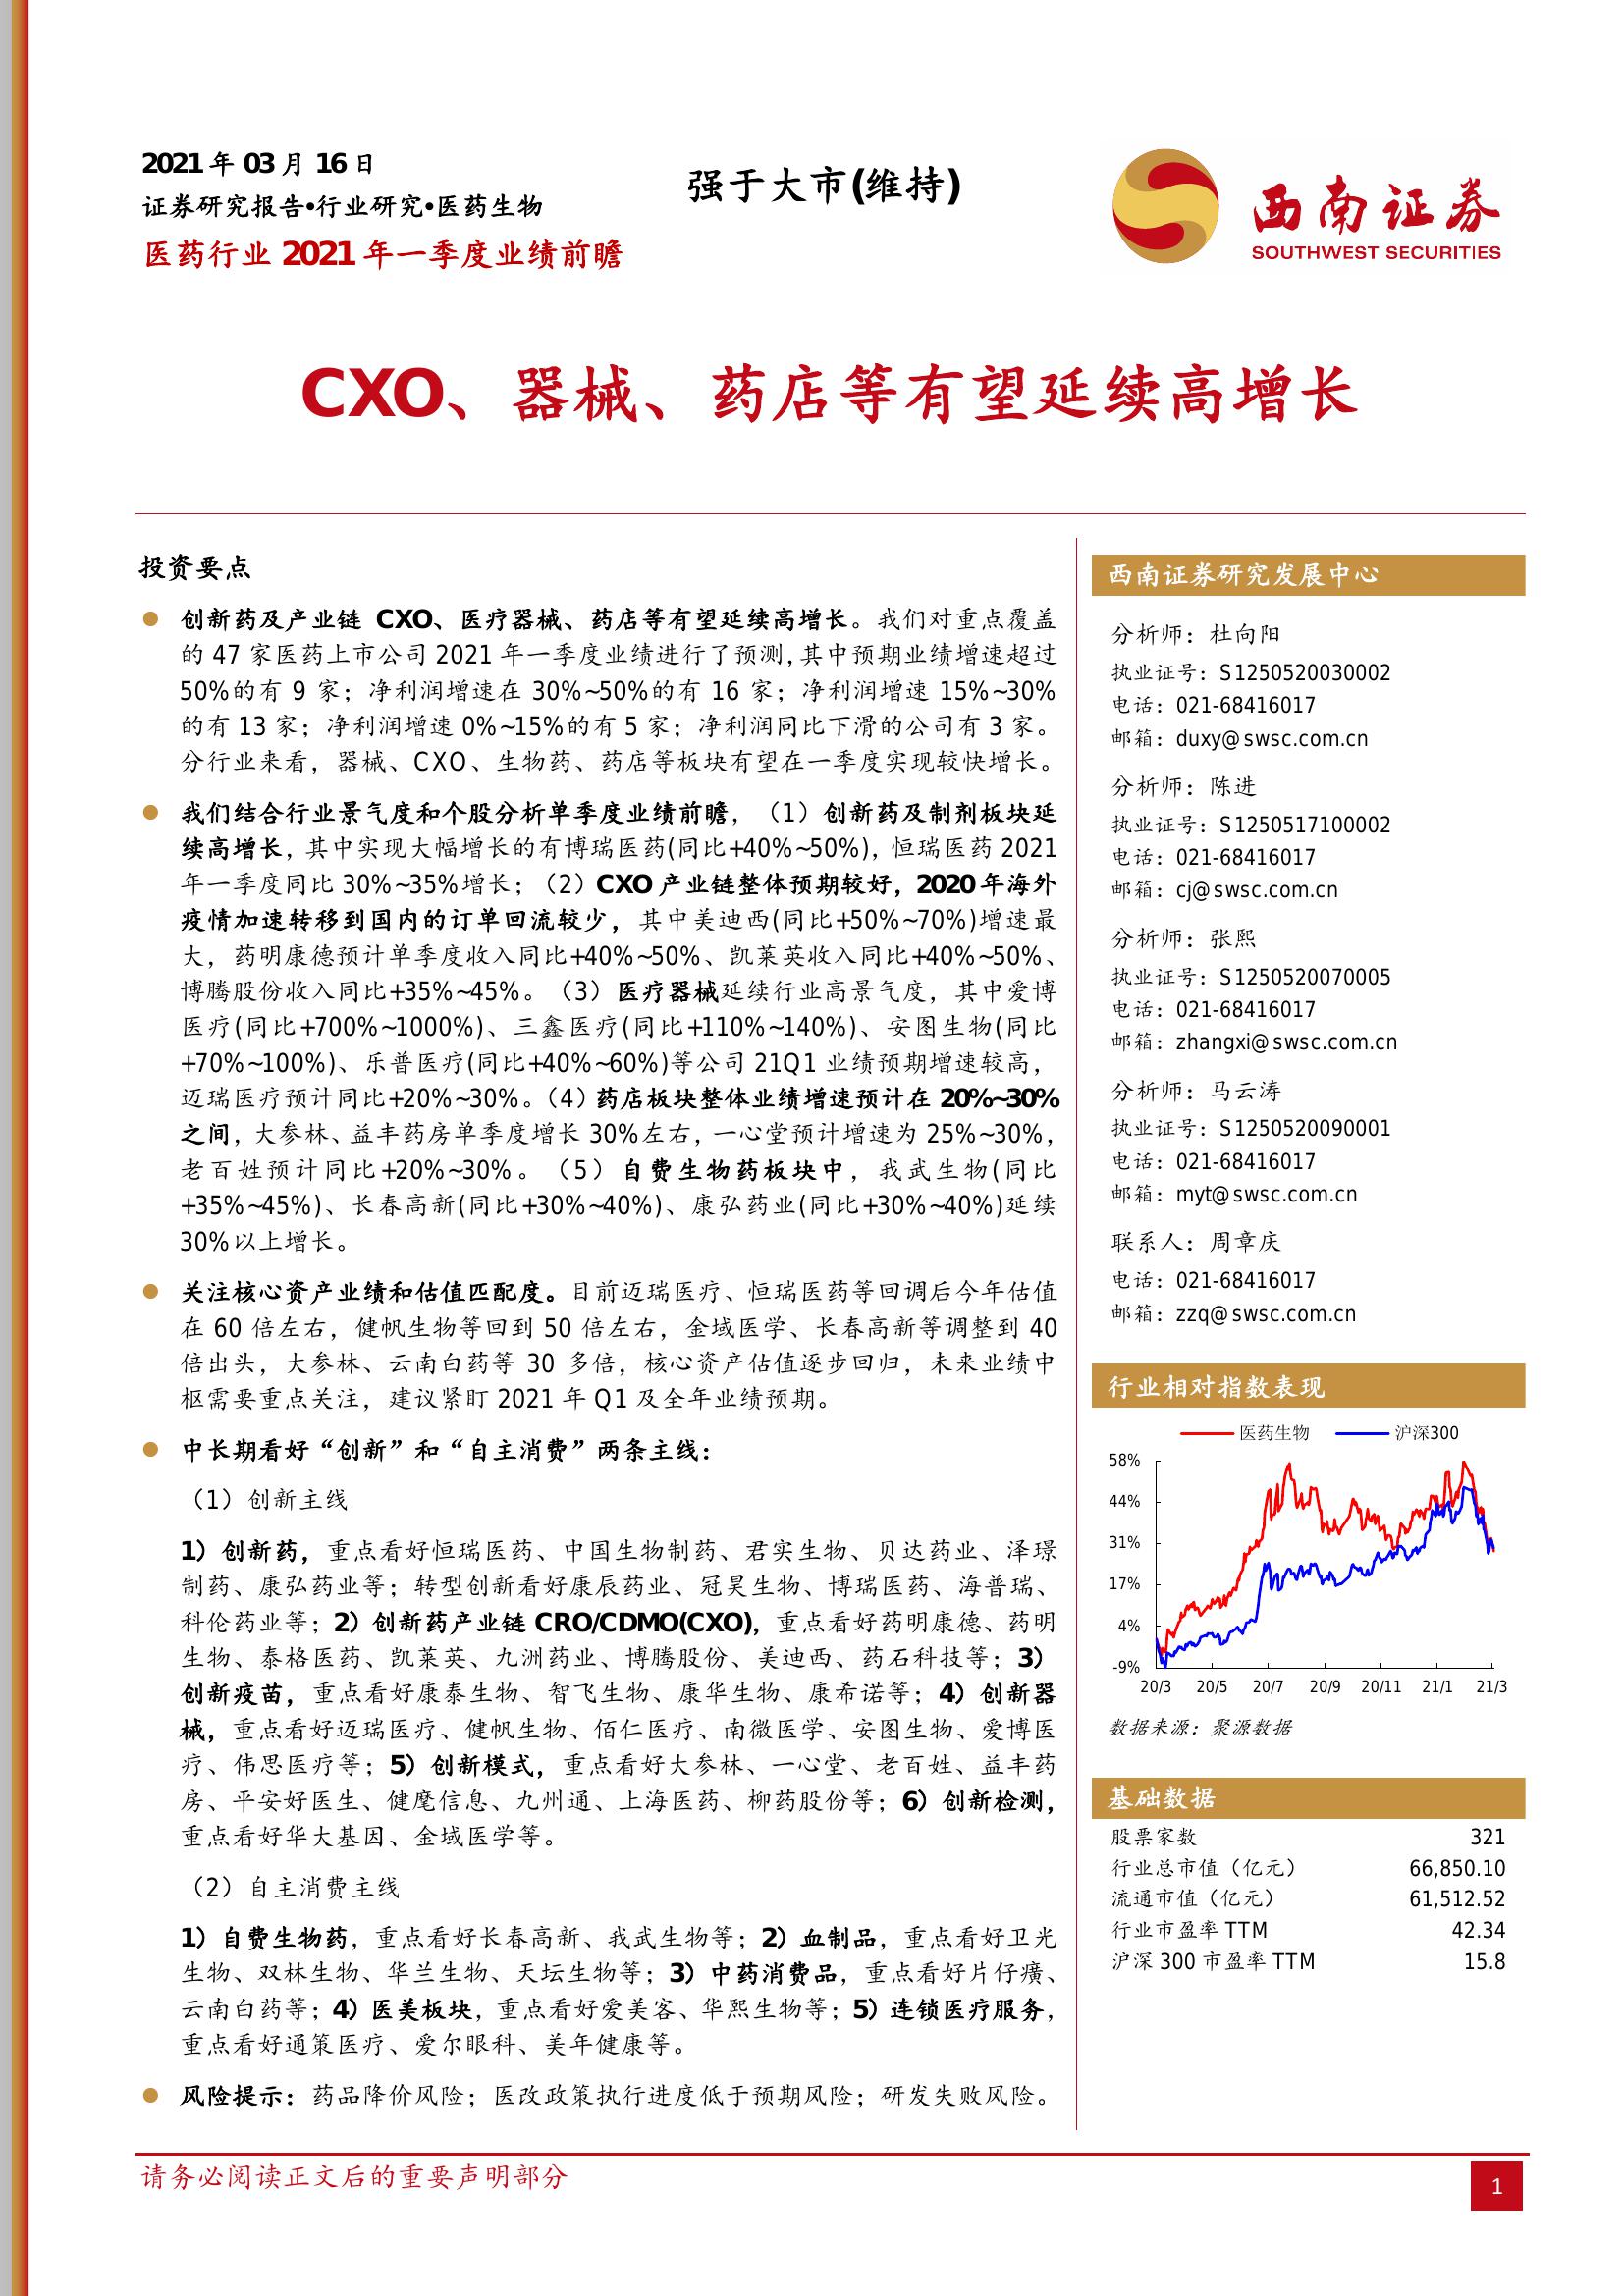 2021 年 03 月 16 日
证券研究报告•行业研究•医药生物
医药行业 2021 年一季度业绩前瞻
强于大市(维持)
西南证券
SOUTHWEST SECURITIES
CXO、器械、药店等有望延续高增长
投资要点
创新药及产业链 CXO、医疗器械、药店等有望延续高增长。我们对重点覆盖
的 47 家医药上市公司 2021 年一季度业绩进行了预测,其中预期业绩增速超过
50%的有 9 家；净利润增速在 30%~50%的有 16 家；净利润增速 15%~30%
的有 13 家；净利润增速 0%~15%的有 5 家；净利润同比下滑的公司有 3 家。
分行业来看，器械、CXO、生物药、药店等板块有望在一季度实现较快增长。
我们结合行业景气度和个股分析单季度业绩前瞻，（1）创新药及制剂板块延
续高增长，其中实现大幅增长的有博瑞医药(同比+40%~50%)，恒瑞医药 2021
年一季度同比 30%~35%增长；（2）CXO 产业链整体预期较好，2020 年海外
疫情加速转移到国内的订单回流较少，其中美迪西(同比+50%~70%)增速最
大，药明康德预计单季度收入同比+40%~50%、凯莱英收入同比+40%~50%、
博腾股份收入同比+35%~45%。（3）医疗器械延续行业高景气度，其中爱博
医疗(同比+700%~1000%)、三鑫医疗(同比+110%~140%)、安图生物(同比
+70%~100%)、乐普医疗(同比+40%~60%)等公司 21Q1 业绩预期增速较高，
迈瑞医疗预计同比+20%~30%。（4）药店板块整体业绩增速预计在 20%~30%
之间，大参林、益丰药房单季度增长 30%左右，一心堂预计增速为 25%~30%，
老百姓预计同比+20%~30%。（5）自费生物药板块中，我武生物(同比
+35%~45%)、长春高新(同比+30%~40%)、康弘药业(同比+30%~40%)延续
30%以上增长。
关注核心资产业绩和估值匹配度。目前迈瑞医疗、恒瑞医药等回调后今年估值
在 60 倍左右，健帆生物等回到 50 倍左右，金域医学、长春高新等调整到 40
倍出头，大参林、云南白药等 30 多倍，核心资产估值逐步回归，未来业绩中
枢需要重点关注，建议紧盯 2021 年 Q1 及全年业绩预期。
中长期看好“创新”和“自主消费”两条主线：
（1）创新主线
1）创新药，重点看好恒瑞医药、中国生物制药、君实生物、贝达药业、泽璟
制药、康弘药业等；转型创新看好康辰药业、冠昊生物、博瑞医药、海普瑞、
科伦药业等；2）创新药产业链 CRO/CDMO(CXO)，重点看好药明康德、药明
生物、泰格医药、凯莱英、九洲药业、博腾股份、美迪西、药石科技等；3）
创新疫苗，重点看好康泰生物、智飞生物、康华生物、康希诺等；4）创新器
械，重点看好迈瑞医疗、健帆生物、佰仁医疗、南微医学、安图生物、爱博医
疗、伟思医疗等；5）创新模式，重点看好大参林、一心堂、老百姓、益丰药
房、平安好医生、健麾信息、九州通、上海医药、柳药股份等；6）创新检测，
重点看好华大基因、金域医学等。
（2）自主消费主线
1）自费生物药，重点看好长春高新、我武生物等；2）血制品，重点看好卫光
生物、双林生物、华兰生物、天坛生物等；3）中药消费品，重点看好片仔癀、
云南白药等；4）医美板块，重点看好爱美客、华熙生物等；5）连锁医疗服务，
重点看好通策医疗、爱尔眼科、美年健康等。
风险提示：药品降价风险；医改政策执行进度低于预期风险；研发失败风险。
西南证券研究发展中心
分析师：杜向阳
执业证号：S1250520030002
电话：021-68416017
邮箱：duxy@swsc.com.cn
分析师：陈进
执业证号：S1250517100002
电话：021-68416017
邮箱：cj@swsc.com.cn
分析师：张熙
执业证号：S1250520070005
电话：021-68416017
邮箱：zhangxi@swsc.com.cn
分析师：马云涛
执业证号：S1250520090001
电话：021-68416017
邮箱：myt@swsc.com.cn
联系人：周章庆
电话：021-68416017
邮箱：zzq@swsc.com.cn
行业相对指数表现
医药生物 沪深300
58%
44%
31%
17%
4%
-9%
20/3 20/5 20/7 20/9 20/11 21/1 21/3
数据来源：聚源数据
基础数据
股票家数 321
行业总市值（亿元） 66,850.10
流通市值（亿元） 61,512.52
行业市盈率 TTM 42.34
沪深 300 市盈率 TTM 15.8
请务必阅读正文后的重要声明部分
1